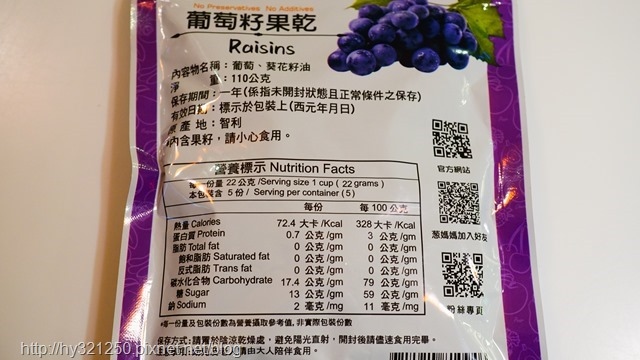 No Preservatives No Additives
葡萄籽果乾
Raisins
內容物名稱：葡萄、葵花籽油
淨 重：110公克
保存期間：一年(係指未開封狀態且正常條件之保存)
有效日期：標示於包裝上(西元年月日)
原產地：智利
內含果籽，請小心食用。
官方網站
營養標示 Nutrition Facts
每一份量 22公克/Serving size 1 cup ( 22 grams )
本包裝含 5份/ Serving per container ( 5 )
每份 每 100 公克
熱量 Calories 72.4 大卡/Kcal 328 大卡/Kcal
蛋白質 Protein 0.7 公克/gm 3 公克/gm
脂肪 Total fat 0 公克/gm 0 公克/gm
飽和脂肪 Saturated fat 0 公克/gm 0 公克/gm
反式脂肪 Trans fat 0 公克/gm 0 公克/gm
碳水化合物 Carbohydrate 17.4 公克/gm 79 公克/gm
糖 Sugar 13 公克/gm 59 公克/gm
鈉 Sodium 2 毫克/gm 11 毫克/gm
蔥媽媽加入好友
粉絲專頁
*每一份量及包裝份數為營養攝取參考值,非實際包裝份數
保存方式:請置於陰涼乾燥處，避免陽光直射，開封後請儘速食用完畢。
請由大人陪伴食用。
http://hy321250.pixnet.net/blog